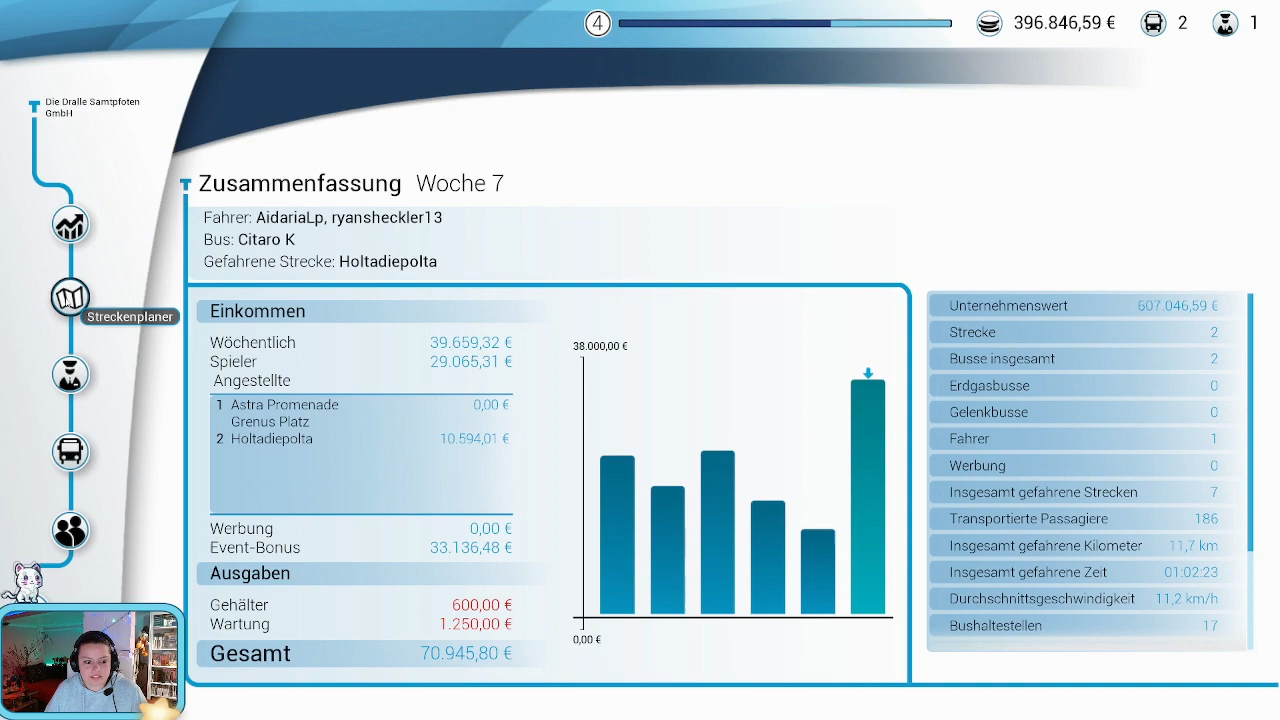 4
396.846,59 €
2
1
Die Dralle Samtpfoten
GmbH
Zusammenfassung Woche 7
Fahrer: AidariaLp, ryansheckler13
Bus: Citaro K
Gefahrene Strecke: Holtadiepolta
Streckenplaner
Einkommen
Wöchentlich 39.659,32 €
Spieler 29.065,31 €
Angestellte
1 Astra Promenade 0,00 €
Grenus Platz
2 Holtadiepolta 10.594,01 €
Werbung 0,00 €
Event-Bonus 33.136,48 €
Ausgaben
Gehälter 600,00 €
Wartung 1.250,00 €
Gesamt 70.945,80 €
38.000,00 €
0,00 €
Unternehmenswert 607.046,59 €
Strecke 2
Busse insgesamt 2
Erdgasbusse 0
Gelenkbusse 0
Fahrer 1
Werbung 0
Insgesamt gefahrene Strecken 7
Transportierte Passagiere 186
Insgesamt gefahrene Kilometer 11,7 km
Insgesamt gefahrene Zeit 01:02:23
Durchschnittsgeschwindigkeit 11,2 km/h
Bushaltestellen 17